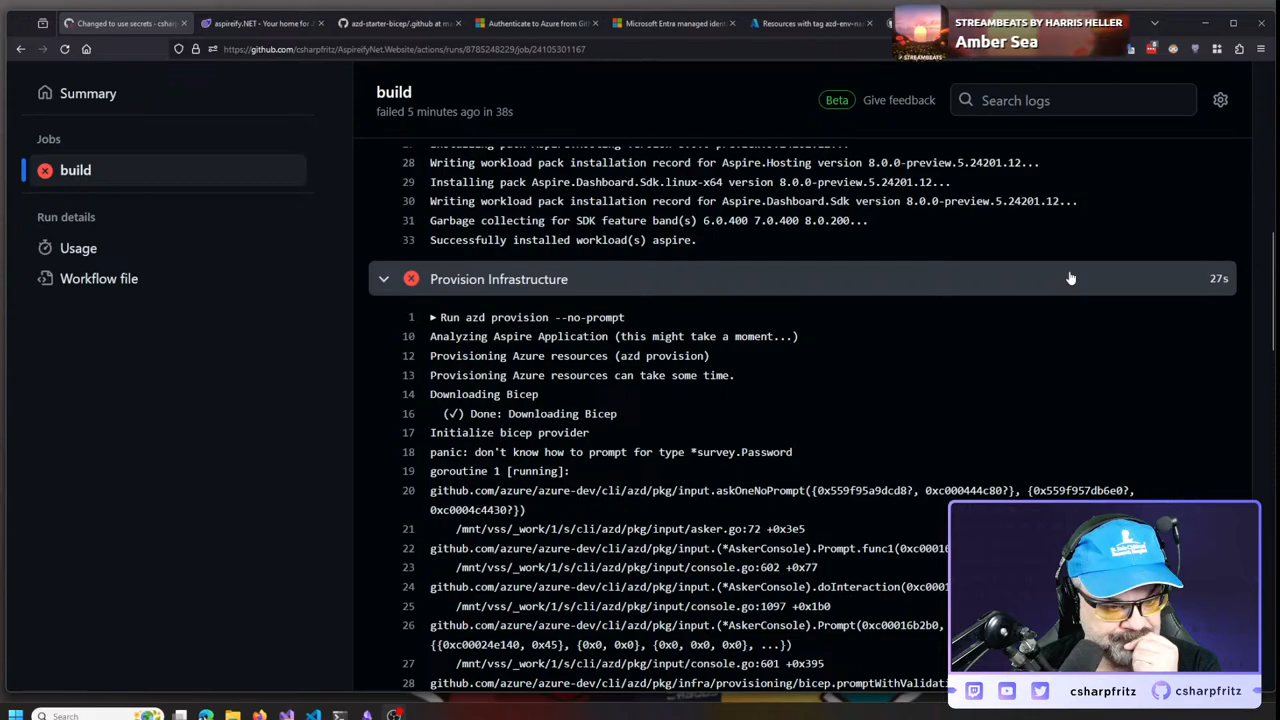 Changed to use secrets - csharp
aspireify.NET - Your home for
azd-starter-bicep/.github at m
Authenticate to Azure from Git
Microsoft Entra managed iden
Resources with tag azd-env-n
STREAMBEATS BY HARRIS HELLER
Amber Sea
STREAMBEATS
https://github.com/csharpfritz/AspireifyNet.Website/actions/runs/8785248229/job/24105301167
Summary
Jobs
build
Run details
Usage
Workflow file
build
failed 5 minutes ago in 38s
Beta
Give feedback
Search logs
28 Writing workload pack installation record for Aspire.Hosting version 8.0.0-preview.5.24201.12...
29 Installing pack Aspire.Dashboard.Sdk.linux-x64 version 8.0.0-preview.5.24201.12...
30 Writing workload pack installation record for Aspire.Dashboard.Sdk version 8.0.0-preview.5.24201.12...
31 Garbage collecting for SDK feature band(s) 6.0.400 7.0.400 8.0.200...
33 Successfully installed workload(s) aspire.
Provision Infrastructure 27s
1 Run azd provision --no-prompt
10 Analyzing Aspire Application (this might take a moment...)
12 Provisioning Azure resources (azd provision)
13 Provisioning Azure resources can take some time.
14 Downloading Bicep
16 (✓) Done: Downloading Bicep
17 Initialize bicep provider
18 panic: don't know how to prompt for type *survey.Password
19 goroutine 1 [running]:
20 github.com/azure/azure-dev/cli/azd/pkg/input.askOneNoPrompt({0x559f95a9dcd8?, 0xc000444c80?}, {0x559f957db6e0?,
0xc0004c4430?})
21 /mnt/vss/_work/1/s/cli/azd/pkg/input/asker.go:72 +0x3e5
22 github.com/azure/azure-dev/cli/azd/pkg/input.(*AskerConsole).Prompt.func1(0xc00016
23 /mnt/vss/_work/1/s/cli/azd/pkg/input/console.go:602 +0x77
24 github.com/azure/azure-dev/cli/azd/pkg/input.(*AskerConsole).doInteraction(0xc0001
25 /mnt/vss/_work/1/s/cli/azd/pkg/input/console.go:1097 +0x1b0
26 github.com/azure/azure-dev/cli/azd/pkg/input.(*AskerConsole).Prompt(0xc00016b2b0,
{{0xc00024e140, 0x45}, {0x0, 0x0}, {0x0, 0x0, 0x0}, ...})
27 /mnt/vss/_work/1/s/cli/azd/pkg/input/console.go:601 +0x395
28 github.com/azure/azure-dev/cli/azd/pkg/infra/provisioning/bicep.promptWithValidati
csharpfritz
csharpfritz
Search